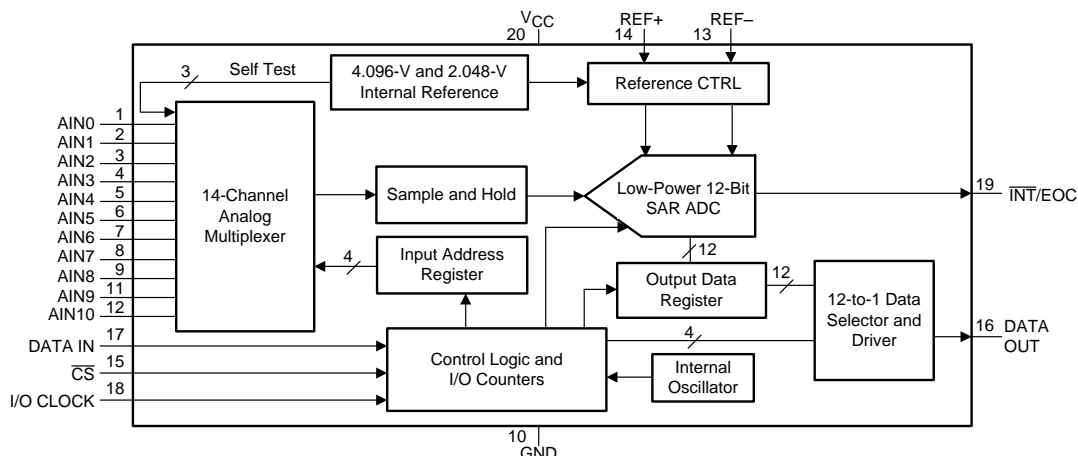 VCC
20
REF+
14
REF–
13
3
Self Test
4.096-V and 2.048-V
Internal Reference
Reference CTRL
AIN0
1
AIN1
2
AIN2
3
AIN3
4
AIN4
5
AIN5
6
AIN6
7
AIN7
8
AIN8
9
AIN9
11
AIN10
12
14-Channel
Analog
Multiplexer
Sample and Hold
Low-Power 12-Bit
SAR ADC
19
INT/EOC
4
Input Address
Register
12
Output Data
Register
12
12-to-1 Data
Selector and
Driver
16
DATA
OUT
DATA IN
17
CS
15
I/O CLOCK
18
Control Logic and
I/O Counters
4
Internal
Oscillator
10
GND